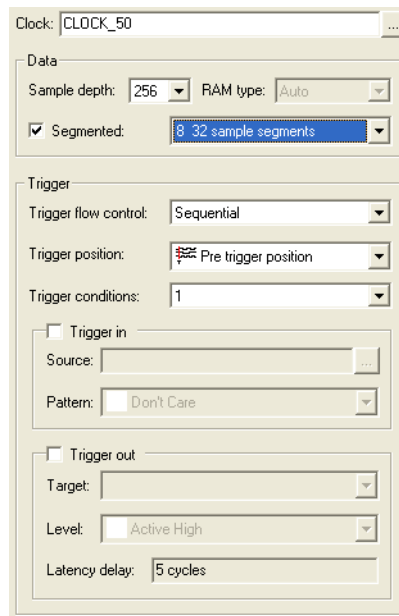 Clock: CLOCK_50 ...
Data
Sample depth: 256 RAM type: Auto
Segmented: 8 32 sample segments
Trigger
Trigger flow control: Sequential
Trigger position: Pre trigger position
Trigger conditions: 1
Trigger in
Source: ...
Pattern: Don't Care
Trigger out
Target:
Level: Active High
Latency delay: 5 cycles